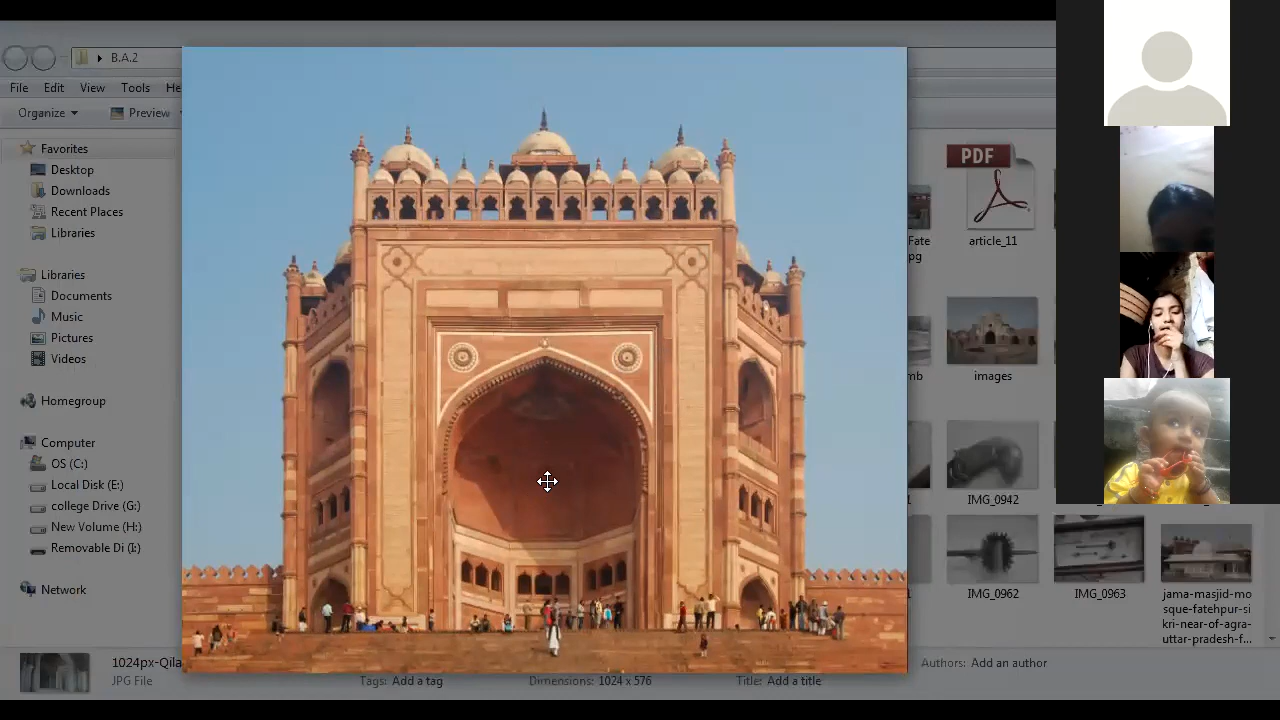 B.A.2
File Edit View Tools He
Organize Preview
Favorites
Desktop
Downloads
Recent Places
Libraries
Libraries
Documents
Music
Pictures
Videos
Homegroup
Computer
OS (C:)
Local Disk (E:)
college Drive (G:)
New Volume (H:)
Removable Di (I:)
Network
PDF
Fate
pg
article_11
mb
images
IMG_0942
IMG_0962
IMG_0963
jama-masjid-mo
sque-fatehpur-si
kri-near-of-agra-
uttar-pradesh-f...
1024px-Qila
JPG File
Tags: Add a tag
Dimensions: 1024 x 576
Title: Add a title
Authors: Add an author